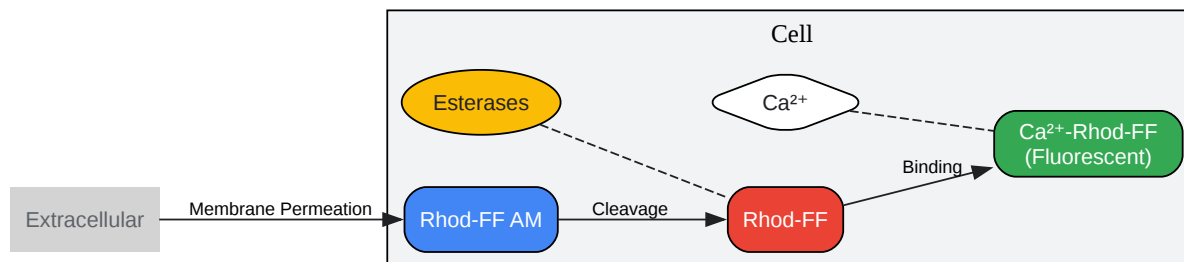 Cell
Esterases
Ca²⁺
Ca²⁺-Rhod-FF
(Fluorescent)
Extracellular
Membrane Permeation
Rhod-FF AM
Cleavage
Rhod-FF
Binding